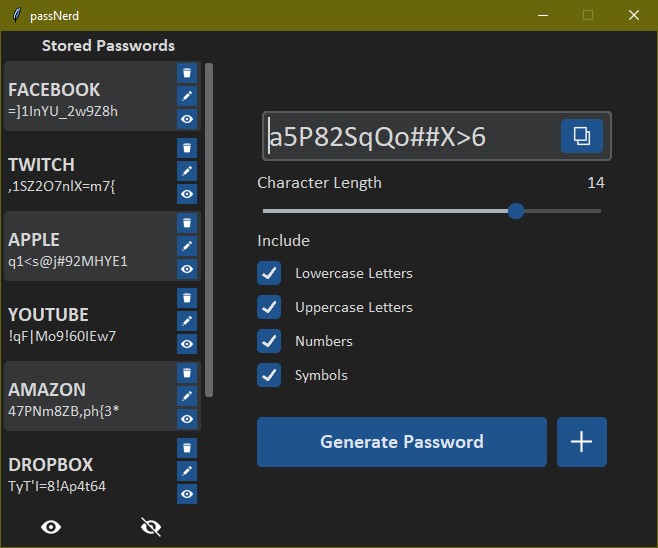 passNerd
Stored Passwords
FACEBOOK
=]1InYU_2w9Z8h
TWITCH
,1SZ2O7nlX=m7{
APPLE
q1<s@j#92MHYE1
YOUTUBE
!qF|Mo9!60IEw7
AMAZON
47PNm8ZB,ph{3*
DROPBOX
TyT'I=8!Ap4t64
a5P82SqQo##X>6
Character Length 14
Include
Lowercase Letters
Uppercase Letters
Numbers
Symbols
Generate Password